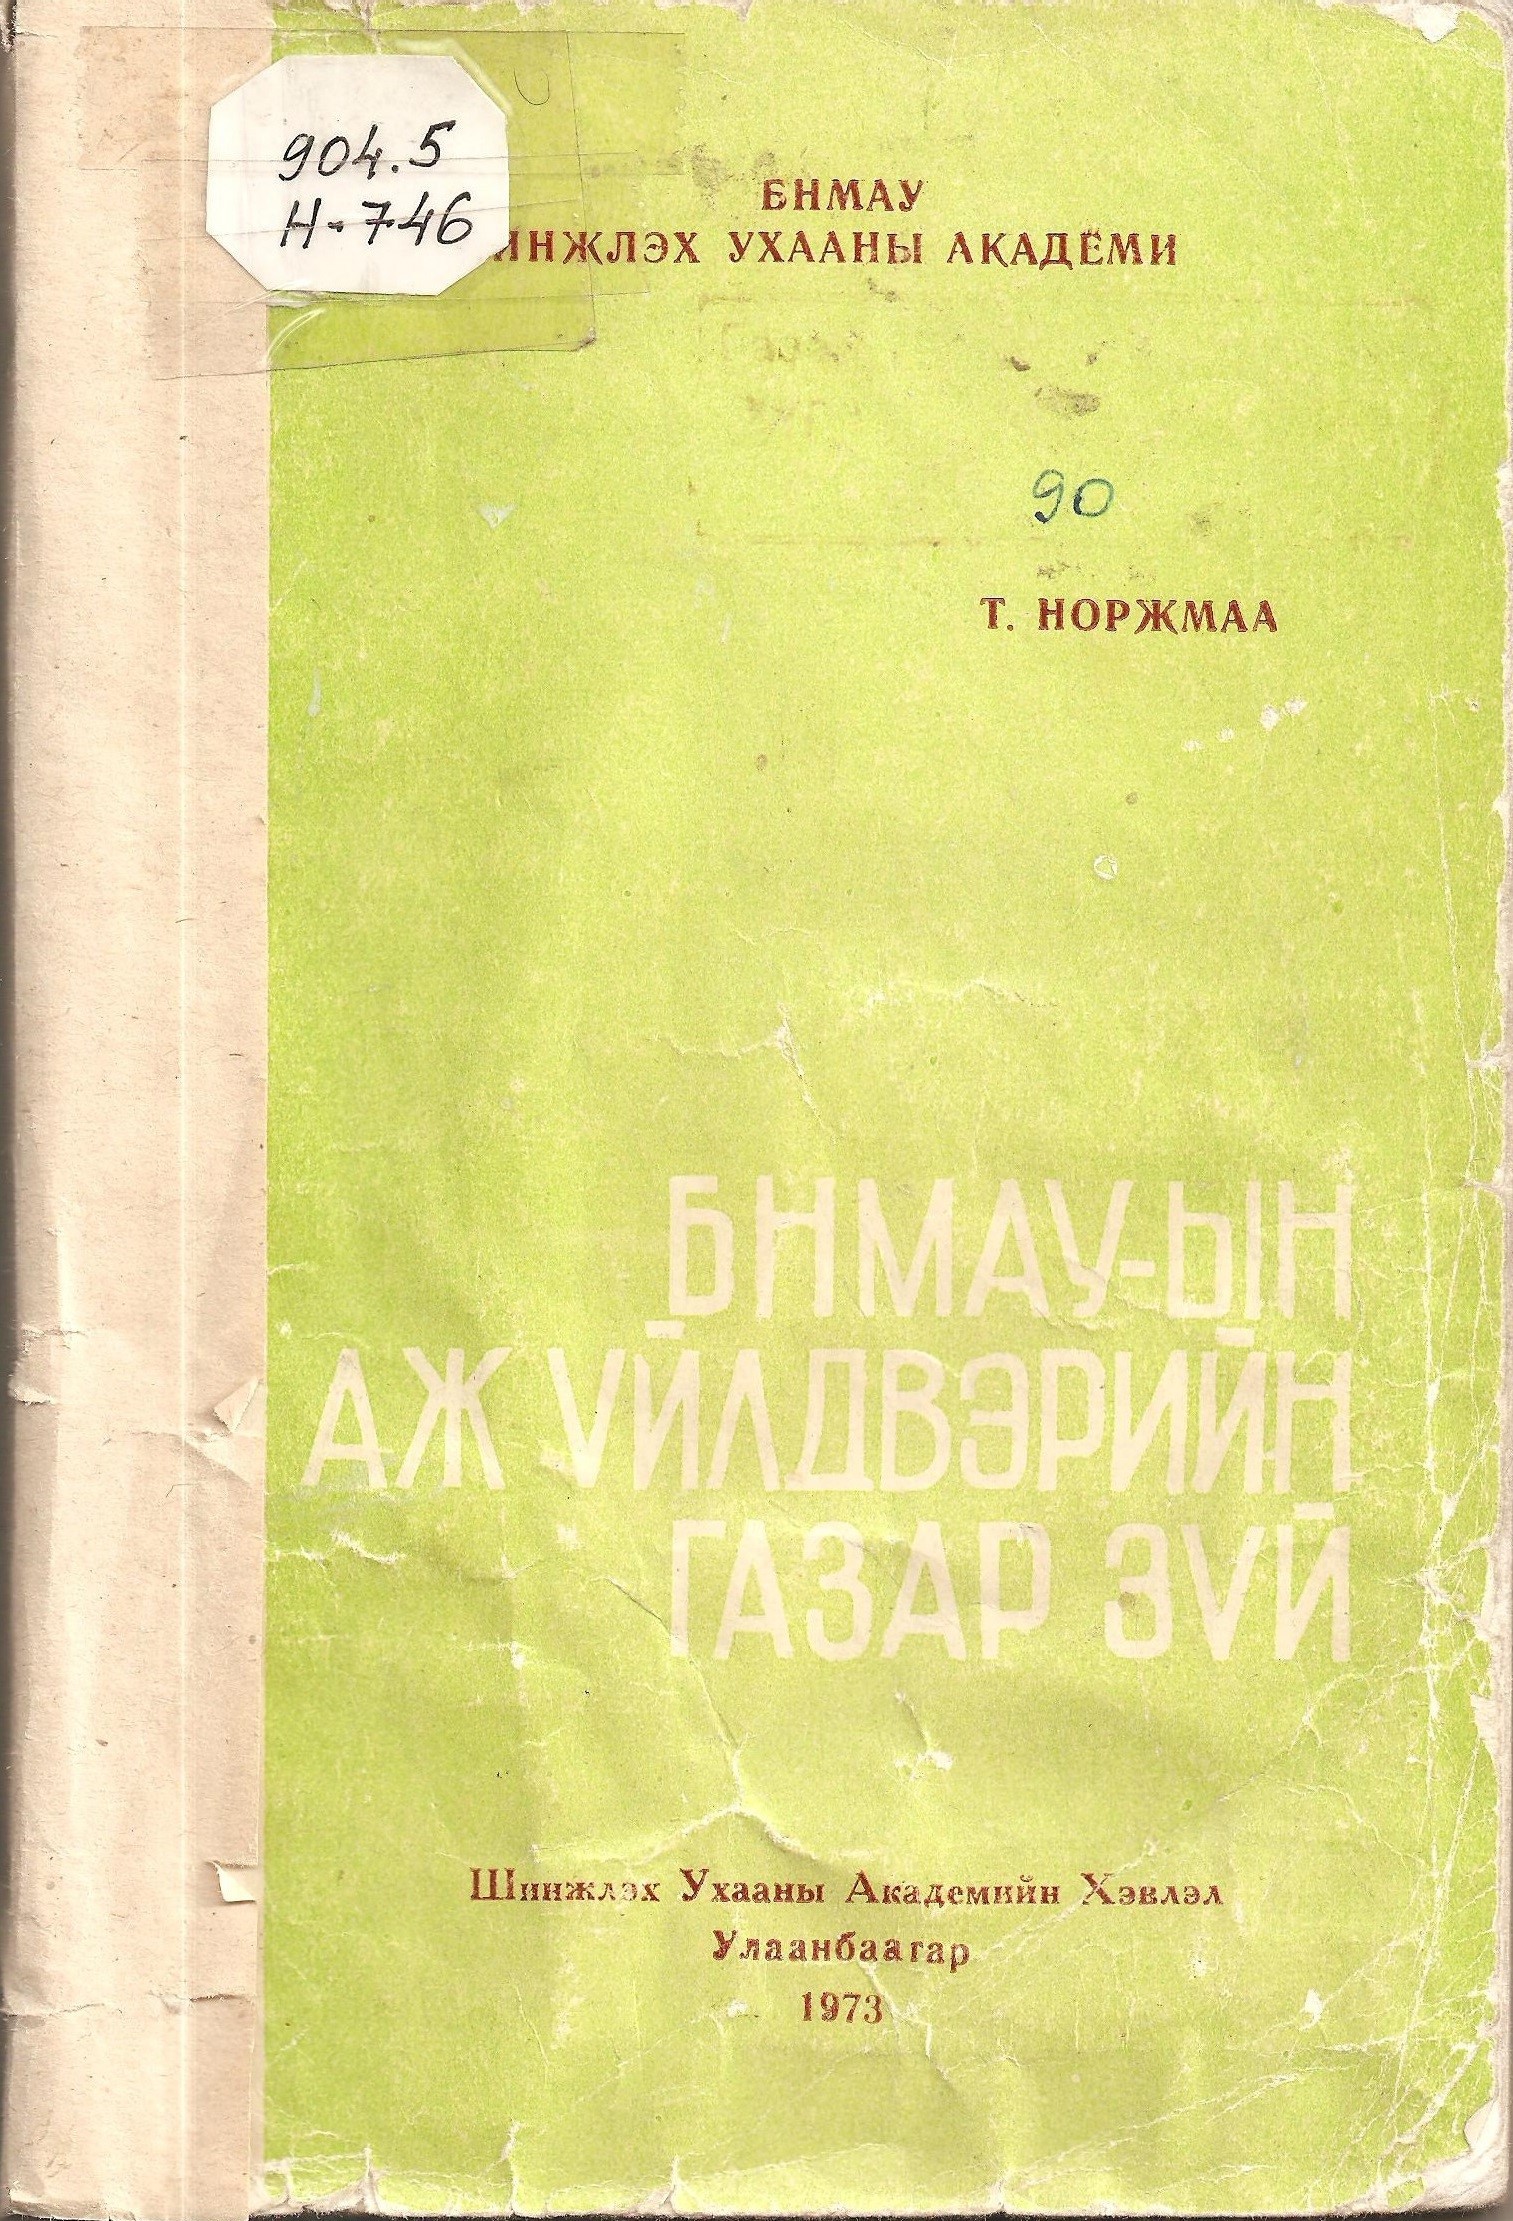 904.5
Н-746
БНМАУ
ИНЖЛЭХ УХААНЫ АКАДЕМИ
90
Т. НОРЖМАА
БНМАУ-ЫН
АЖ ҮЙЛДВЭРИЙН
ГАЗАР ЗҮЙ
Шинжлэх Ухааны Академийн Хэвлэл
Улаанбаатар
1973